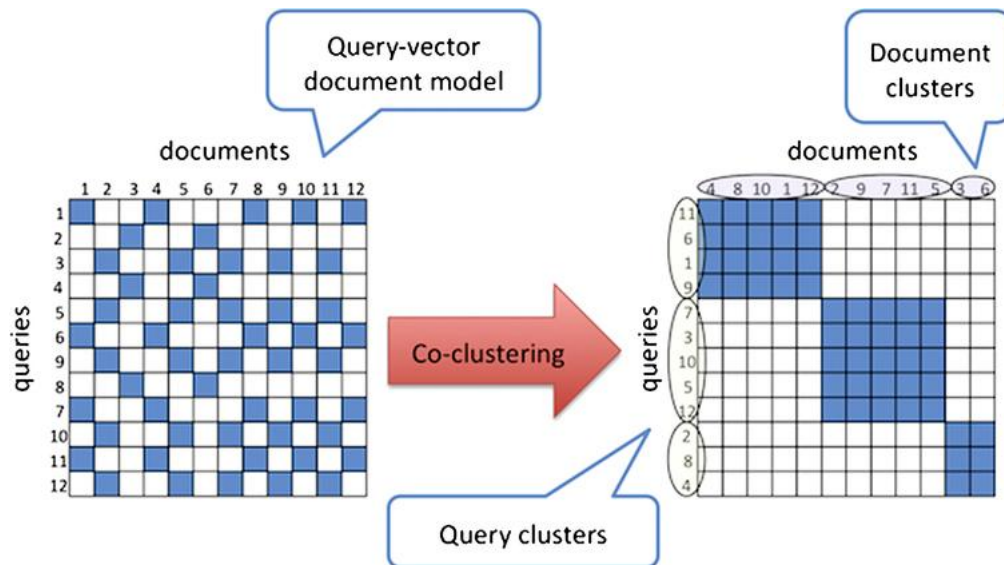 Query-vector
document model
Document
clusters
documents
documents
1 2 3 4 5 6 7 8 9 10 11 12
4 8 10 1 12 2 9 7 11 5 3 6
queries
1
2
3
4
5
6
9
8
7
10
11
12
Co-clustering
queries
11
6
1
9
7
3
10
5
12
2
8
4
Query clusters